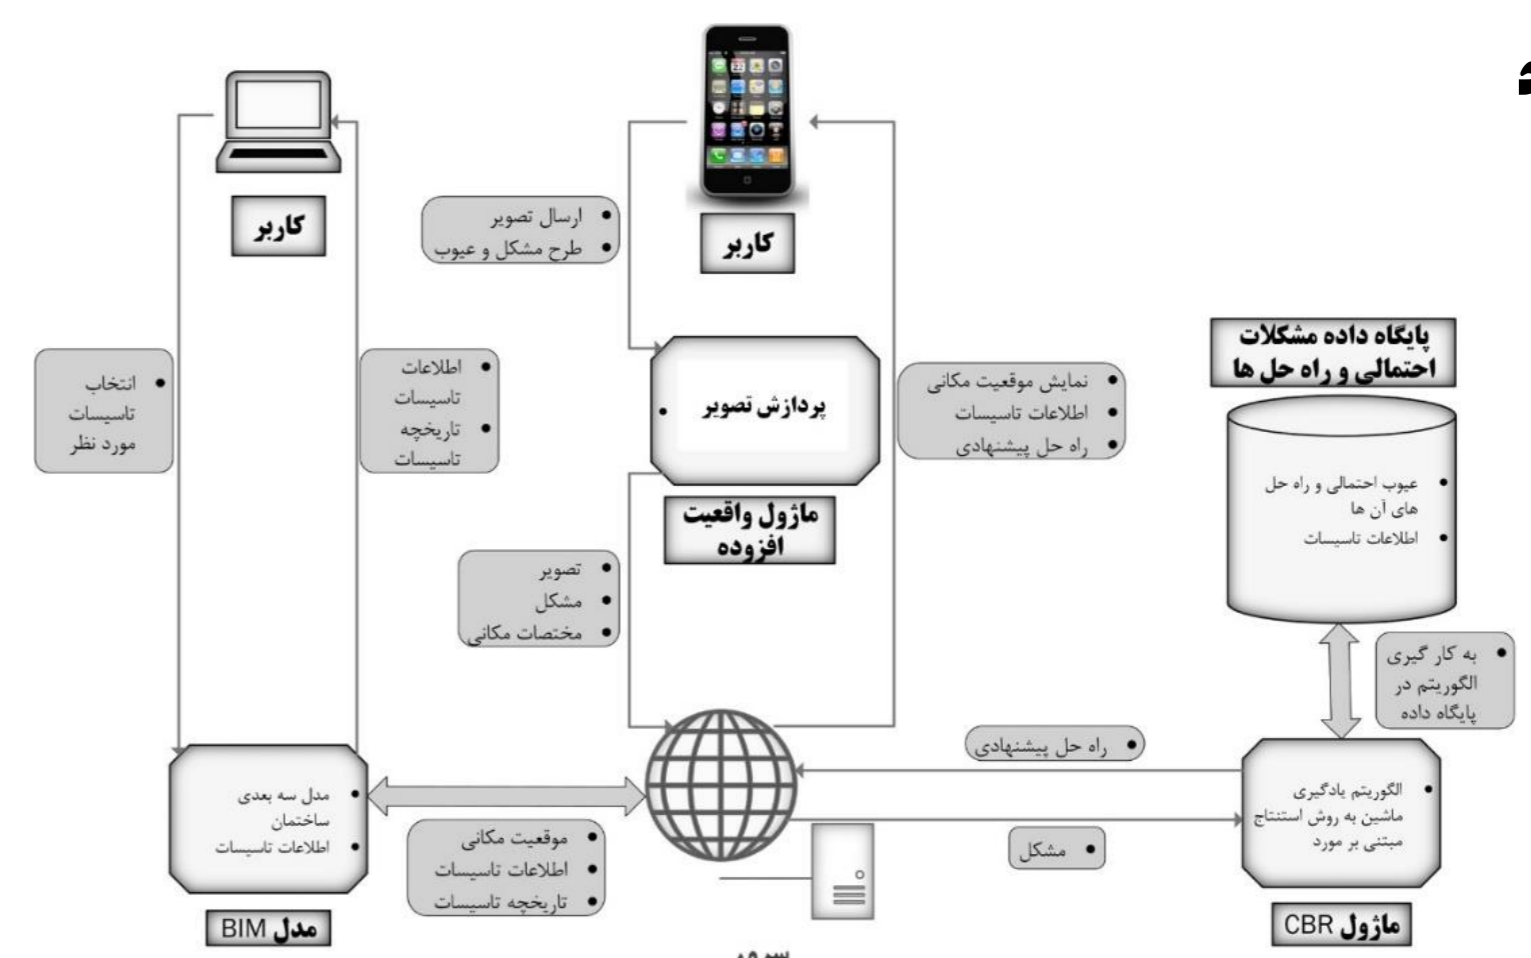 کاربر
کاربر
ارسال تصویر
طرح مشکل و عیوب
پایگاه داده مشکلات
احتمالی و راه حل ها
انتخاب
تاسیسات
مورد نظر
اطلاعات
تاسیسات
تاریخچه
تاسیسات
پردازش تصویر
نمایش موقعیت مکانی
اطلاعات تاسیسات
راه حل پیشنهادی
ماژول واقعیت
افزوده
عیوب احتمالی و راه حل
های آن ها
اطلاعات تاسیسات
تصویر
مشکل
مختصات مکانی
به کار گیری
الگوریتم در
پایگاه داده
راه حل پیشنهادی
مدل سه بعدی
ساختمان
اطلاعات تاسیسات
موقعیت مکانی
اطلاعات تاسیسات
تاریخچه تاسیسات
مشکل
الگوریتم یادگیری
ماشین به روش استنتاج
مبتنی بر مورد
مدل BIM
ماژول CBR